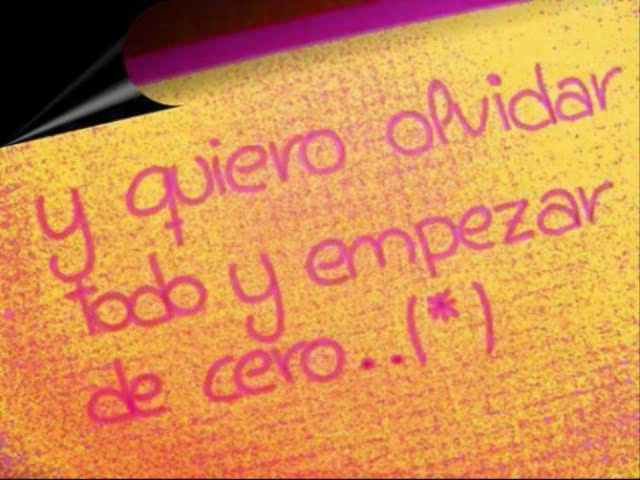 y quiero olvidar
todo y empezar
de cero..(*)